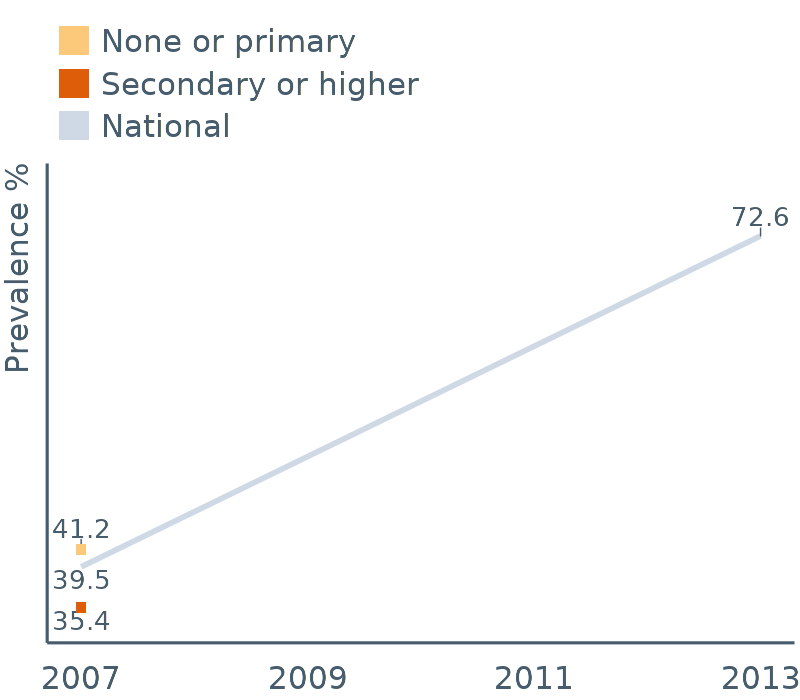 None or primary
Secondary or higher
National
Prevalence %
72.6
41.2
39.5
35.4
2007 2009 2011 2013